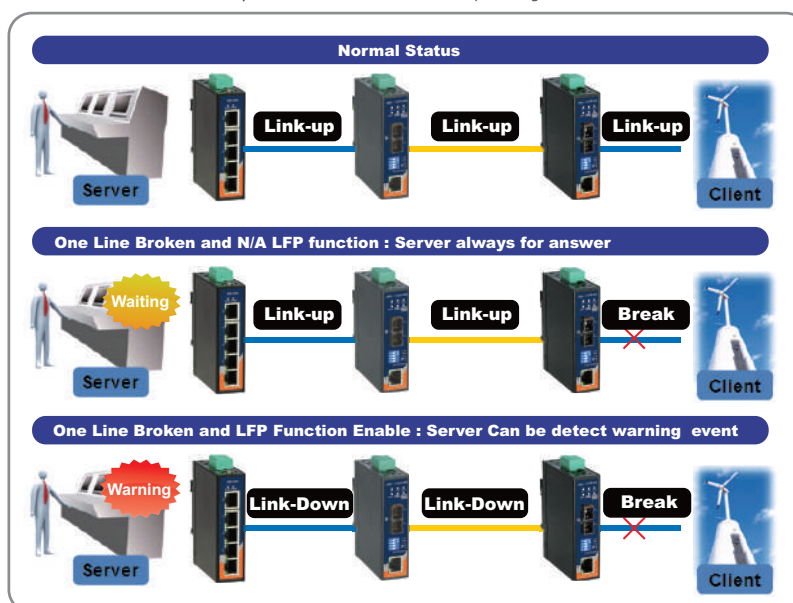 Normal Status
Link-up
Link-up
Link-up
Server
Client
One Line Broken and N/A LFP function : Server always for answer
Waiting
Link-up
Link-up
Break
Server
Client
One Line Broken and LFP Function Enable : Server Can be detect warning event
Warning
Link-Down
Link-Down
Break
Server
Client